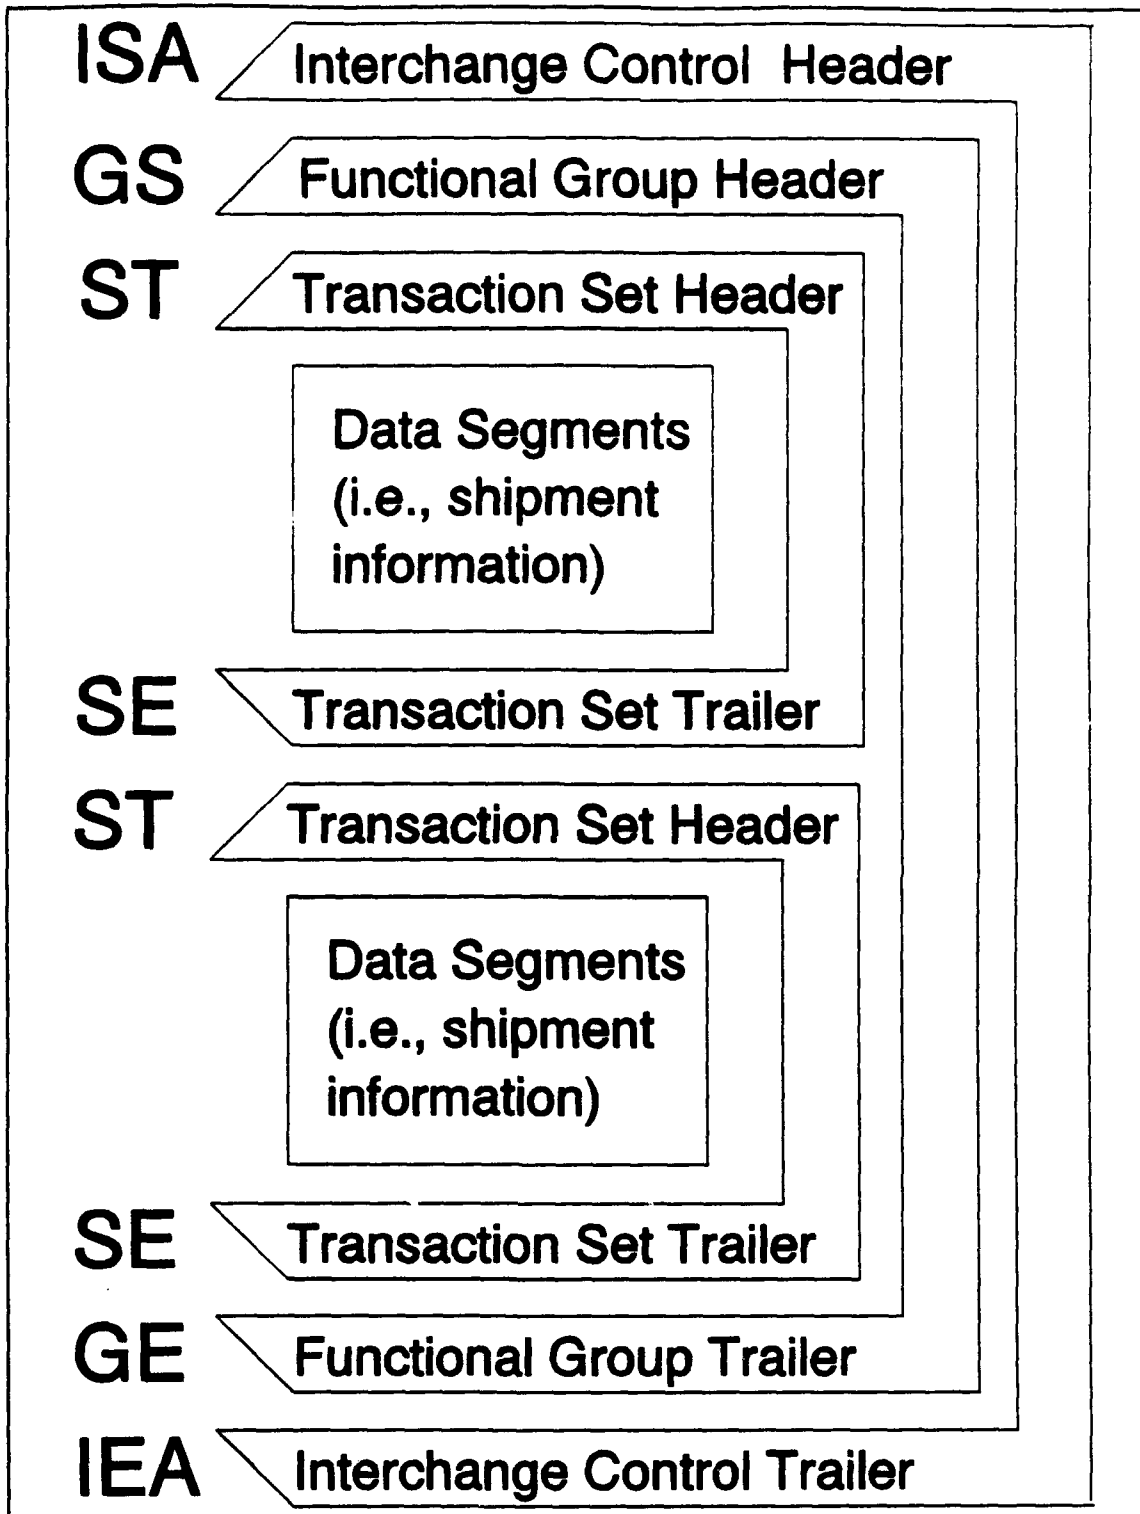 ISA Interchange Control Header
GS Functional Group Header
ST Transaction Set Header
Data Segments
(i.e., shipment
information)
SE Transaction Set Trailer
ST Transaction Set Header
Data Segments
(i.e., shipment
information)
SE Transaction Set Trailer
GE Functional Group Trailer
IEA Interchange Control Trailer